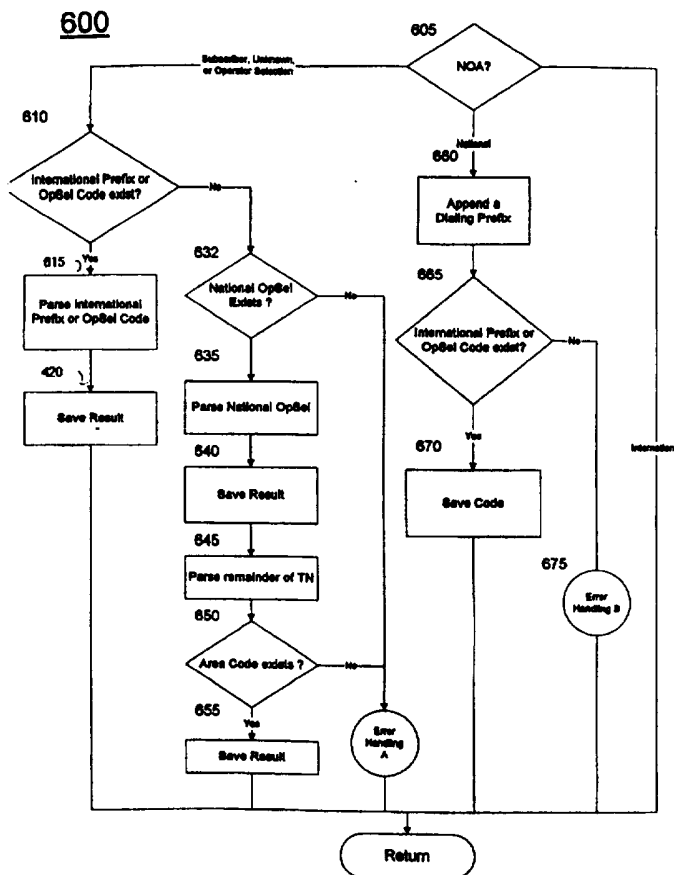 600
605
NOA?
Subscriber, Unknown,
or Operator Selection
610
International Prefix or
OpSel Code exist?
No
National
660
Append a
Dialing Prefix
615
Yes
Parse International
Prefix or OpSel Code
632
National OpSel
Exists ?
No
665
International Prefix or
OpSel Code exist?
No
420
Save Result
635
Parse National OpSel
640
Save Result
Yes
670
Save Code
Internation
645
Parse remainder of TN
675
Error
Handling B
650
Area Code exists ?
No
655
Yes
Save Result
Error
Handling
A
Return